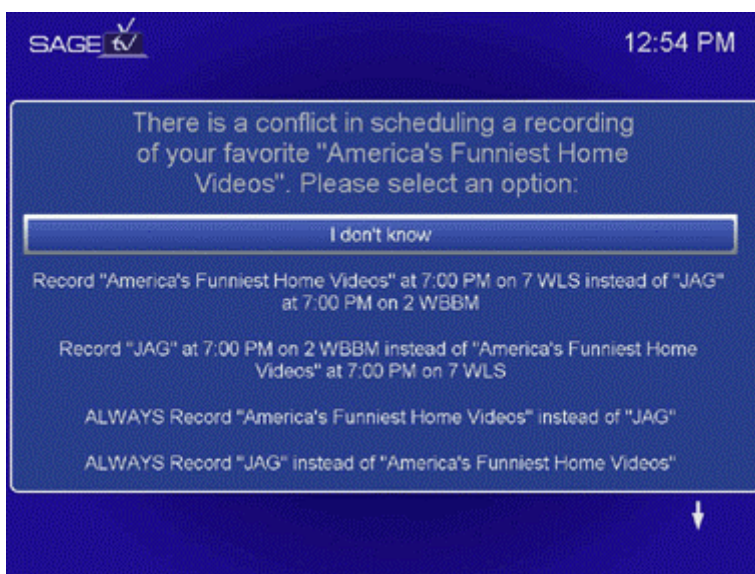 SAGE tv
12:54 PM
There is a conflict in scheduling a recording
of your favorite "America's Funniest Home
Videos". Please select an option:
I don't know
Record "America's Funniest Home Videos" at 7:00 PM on 7 WLS instead of "JAG"
at 7:00 PM on 2 WBBM
Record "JAG" at 7:00 PM on 2 WBBM instead of "America's Funniest Home
Videos" at 7:00 PM on 7 WLS
ALWAYS Record "America's Funniest Home Videos" instead of "JAG"
ALWAYS Record "JAG" instead of "America's Funniest Home Videos"